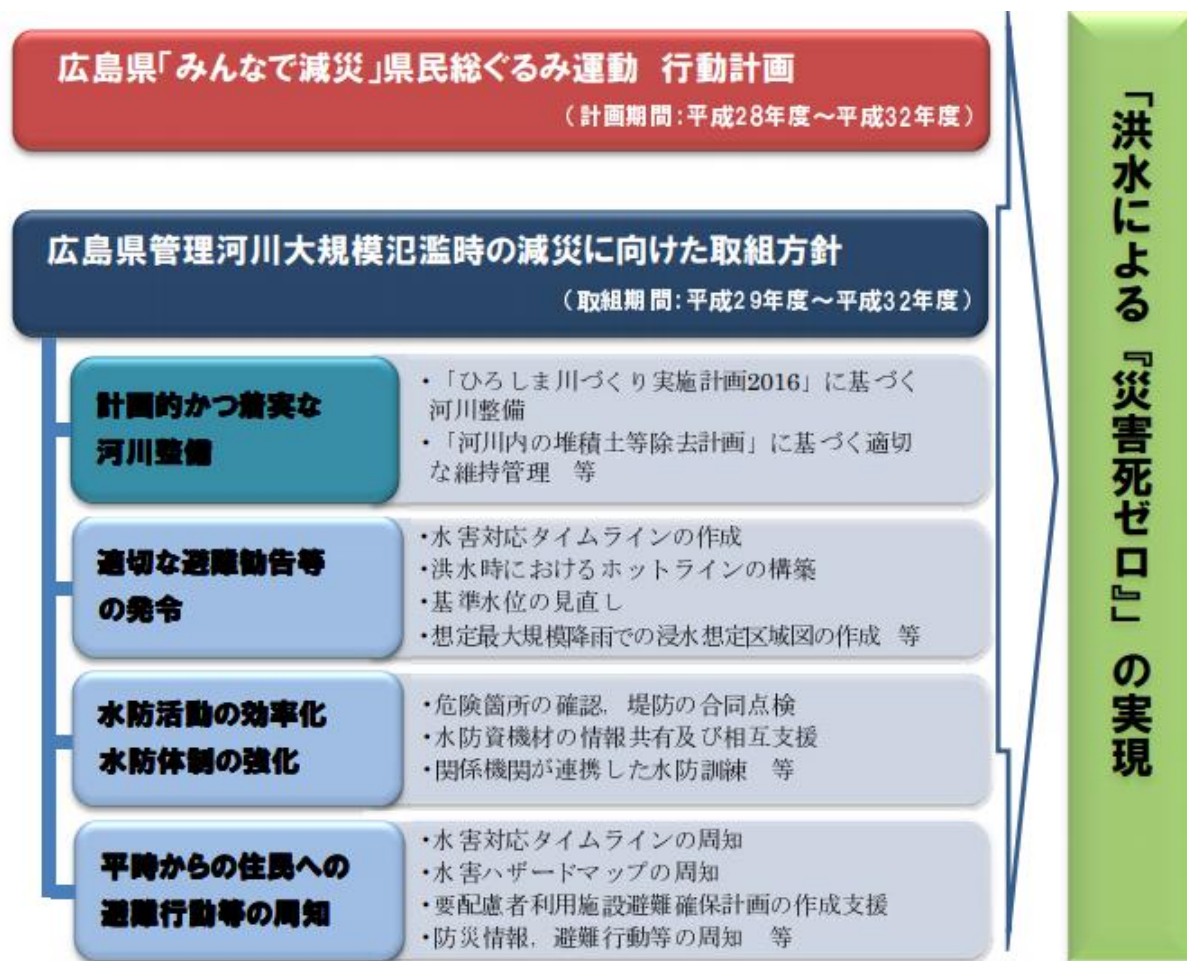 広島県「みんなで減災」県民総ぐるみ運動 行動計画
（計画期間：平成28年度～平成32年度）
広島県管理河川大規模氾濫時の減災に向けた取組方針
（取組期間：平成29年度～平成32年度）
計画的かつ着実な
河川整備
・「ひろしま川づくり実施計画2016」に基づく
河川整備
・「河川内の堆積土等除去計画」に基づく適切
な維持管理　等
適切な避難勧告等
の発令
・水害対応タイムラインの作成
・洪水時におけるホットラインの構築
・基準水位の見直し
・想定最大規模降雨での浸水想定区域図の作成　等
水防活動の効率化
水防体制の強化
・危険箇所の確認，堤防の合同点検
・水防資機材の情報共有及び相互支援
・関係機関が連携した水防訓練　等
平時からの住民への
避難行動等の周知
・水害対応タイムラインの周知
・水害ハザードマップの周知
・要配慮者利用施設避難確保計画の作成支援
・防災情報，避難行動等の周知　等
「洪水による『災害死ゼロ』」の実現